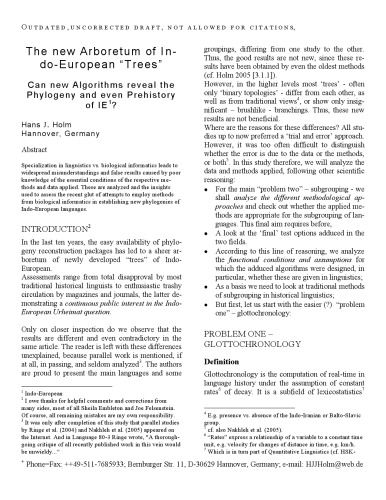 OUTDATED, UNCORRECTED DRAFT, NOT ALLOWED FOR CITATIONS,
The new Arboretum of In-
do-European “Trees”
Can new Algorithms reveal the
Phylogeny and even Prehistory
of IE¹?
Hans J. Holm
Hannover, Germany
Abstract
Specialization in linguistics vs. biological informatics leads to
widespread misunderstandings and false results caused by poor
knowledge of the essential conditions of the respective me-
thods and data applied. These are analyzed and the insights
used to assess the recent glut of attempts to employ methods
from biological informatics in establishing new phylogenies of
Indo-European languages.
INTRODUCTION²
In the last ten years, the easy availability of phylo-
geny reconstruction packages has led to a sheer ar-
boretum of newly developed “trees” of Indo-
European.
Assessments range from total disapproval by most
traditional historical linguists to enthusiastic trashy
circulation by magazines and journals, the latter de-
monstrating a continuous public interest in the Indo-
European Urheimat question.
Only on closer inspection do we observe that the
results are different and even contradictory in the
same article. The reader is left with these differences
unexplained, because parallel work is mentioned, if
at all, in passing, and seldom analyzed³. The authors
are proud to present the main languages and some
¹ Indo-European
² I owe thanks for helpful comments and corrections from
many sides, most of all Sheila Embleton and Joe Felsenstein.
Of course, all remaining mistakes are my own responsibility.
³ It was only after completion of this study that parallel studies
by Ringe et al. (2004) and Nakhleh et al. (2005) appeared on
the Internet. And in Language 80-3 Ringe wrote, "A thorough-
going critique of all recently published work in this vein would
be unwieldy..."
groupings, differing from one study to the other.
Thus, the good results are not new, since these re-
sults have been obtained by even the oldest methods
(cf. Holm 2005 [3.1.1]).
However, in the higher levels most ‘trees’ - often
only ‘binary topologies’ - differ from each other, as
well as from traditional views⁴, or show only insig-
nificant – brushlike - branchings. Thus, these new
results are not beneficial.
Where are the reasons for these differences? All stu-
dies up to now preferred a ‘trial and error’ approach.
However, it was too often difficult to distinguish
whether the error is due to the data or the methods,
or both⁵. In this study therefore, we will analyze the
data and methods applied, following other scientific
reasoning:
• For the main “problem two” – subgrouping - we
shall analyze the different methodological ap-
proaches and check out whether the applied me-
thods are appropriate for the subgrouping of lan-
guages. This final aim requires before,
• A look at the ‘final’ test options adduced in the
two fields.
• According to this line of reasoning, we analyze
the functional conditions and assumptions for
which the adduced algorithms were designed, in
particular, whether these are given in linguistics;
• As a basis we need to look at traditional methods
of subgrouping in historical linguistics;
• But first, let us start with the easier (?) “problem
one” – glottochronology:
PROBLEM ONE –
GLOTTOCHRONOLOGY
Definition
Glottochronology is the computation of real-time in
language history under the assumption of constant
rates⁶ of decay. It is a subfield of lexicostatistics⁷
⁴ E.g. presence vs. absence of the Indo-Iranian or Balto-Slavic
group.
⁵ cf. also Nakhleh et al. (2005).
⁶ “Rates” express a relationship of a variable to a constant time
unit, e.g. velocity for changes of distance in time, e.g. km/h.
⁷ Which is in turn part of Quantitative Linguistics (cf. HSK-
* Phone=Fax: ++49-511-7685933; Bemburger Str. 11, D-30629 Hannover, Germany; e-mail: HJJHolm@web.de